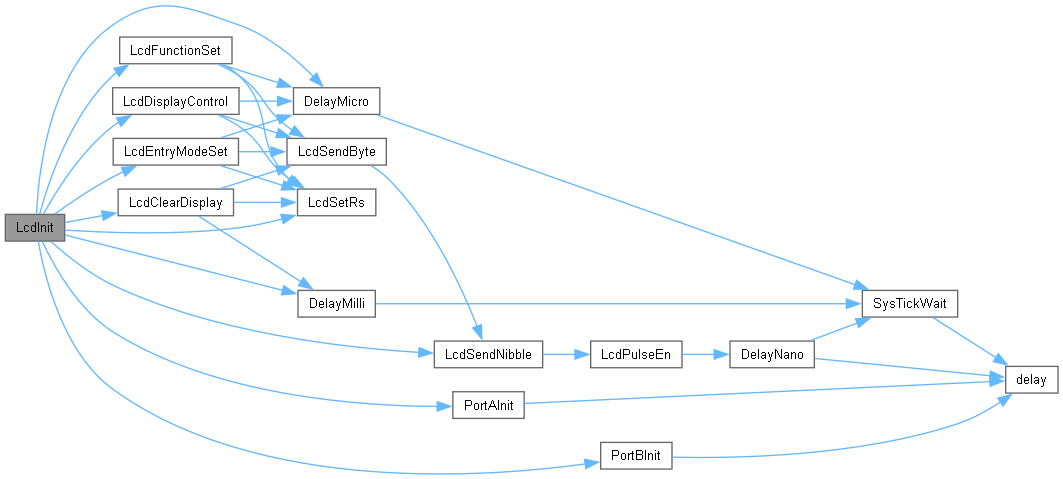 LcdFunctionSet
LcdDisplayControl
DelayMicro
LcdEntryModeSet
LcdSendByte
LcdClearDisplay
LcdSetRs
LcdInit
DelayMilli
SysTickWait
LcdSendNibble
LcdPulseEn
DelayNano
delay
PortAInit
PortBInit